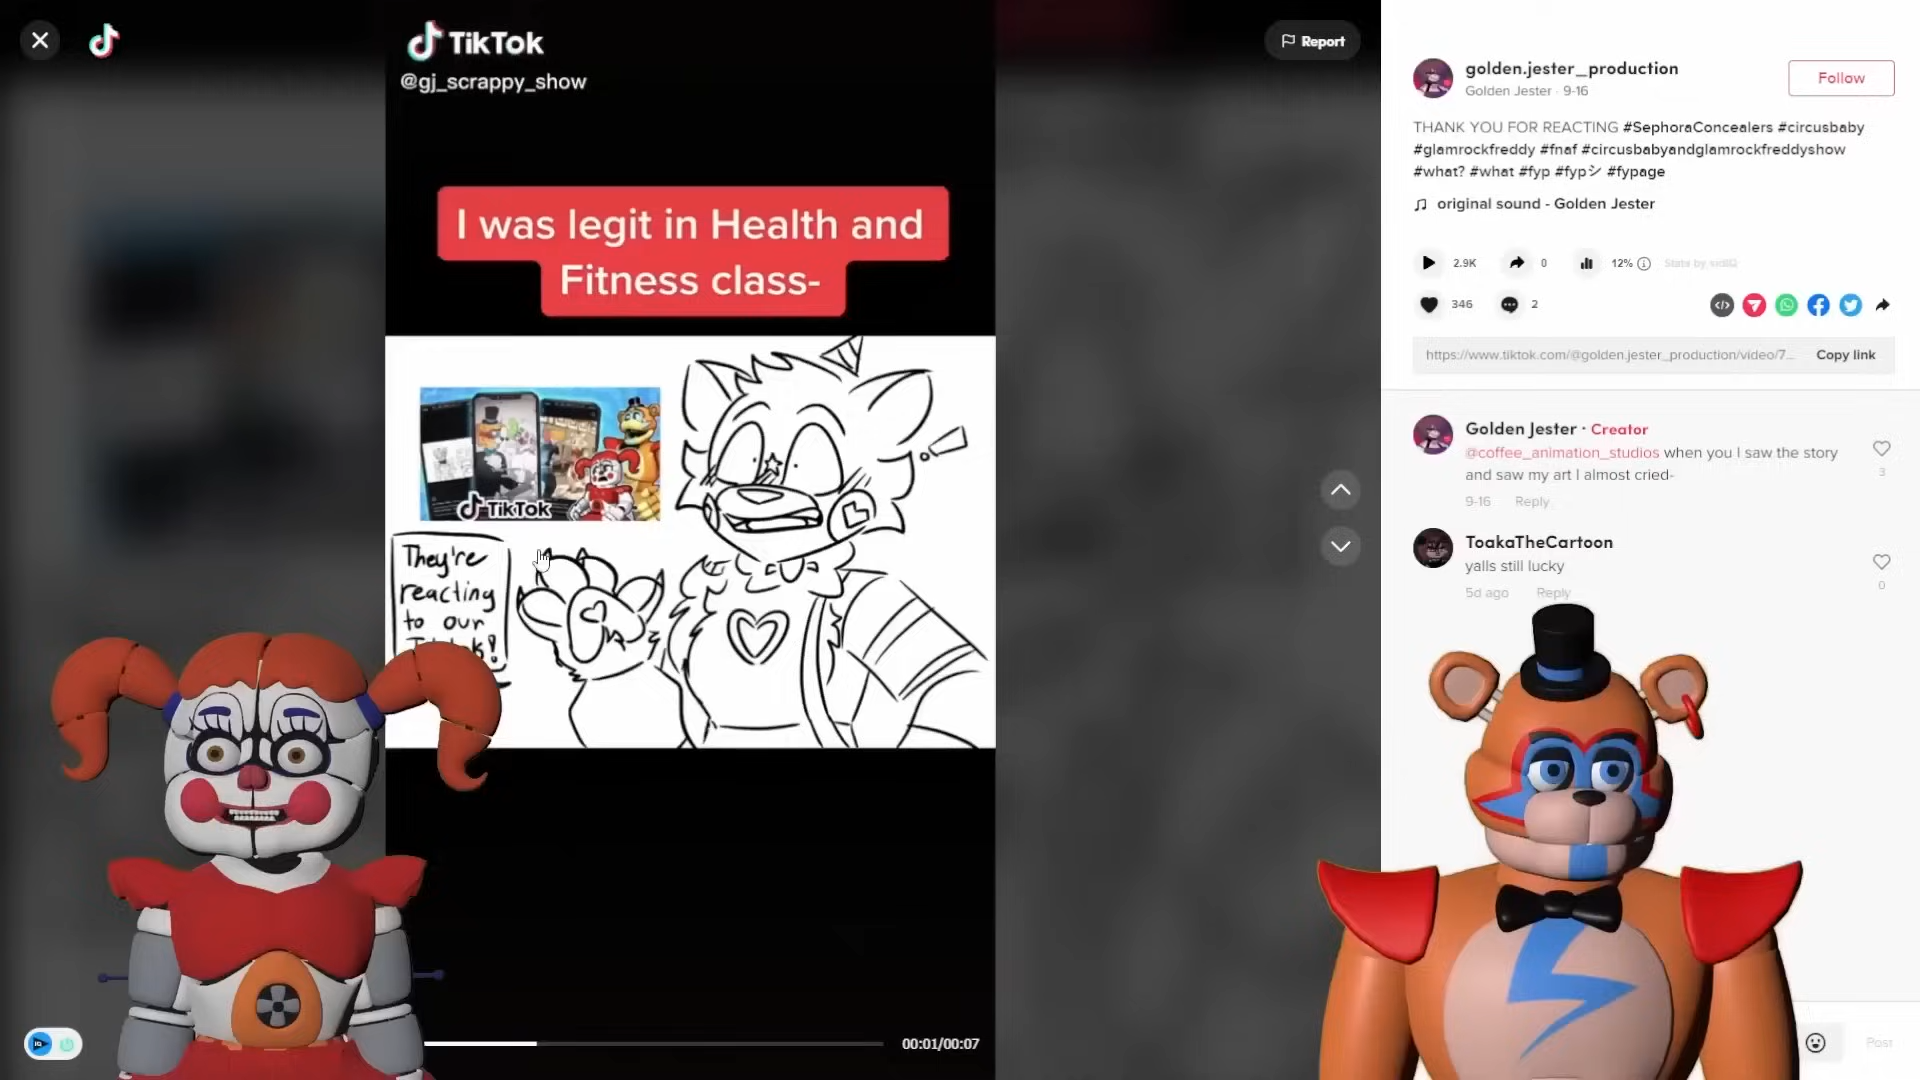 TikTok
@gj_scrappy_show
I was legit in Health and
Fitness class-
TikTok
They're
reacting
to our
00:01/00:07
Report
golden.jester_production
Golden Jester · 9-16
Follow
THANK YOU FOR REACTING #SephoraConcealers #circusbaby
#glamrockfreddy #fnaf #circusbabyandglamrockfreddyshow
#what? #what #fyp #fypシ #fypage
original sound - Golden Jester
2.9K
0
12%
346
2
https://www.tiktok.com/@golden.jester_production/video/7...
Copy link
Golden Jester · Creator
@coffee_animation_studios when you I saw the story
and saw my art I almost cried-
3
9-16 Reply
ToakaTheCartoon
yalls still lucky
0
5d ago Reply
Post